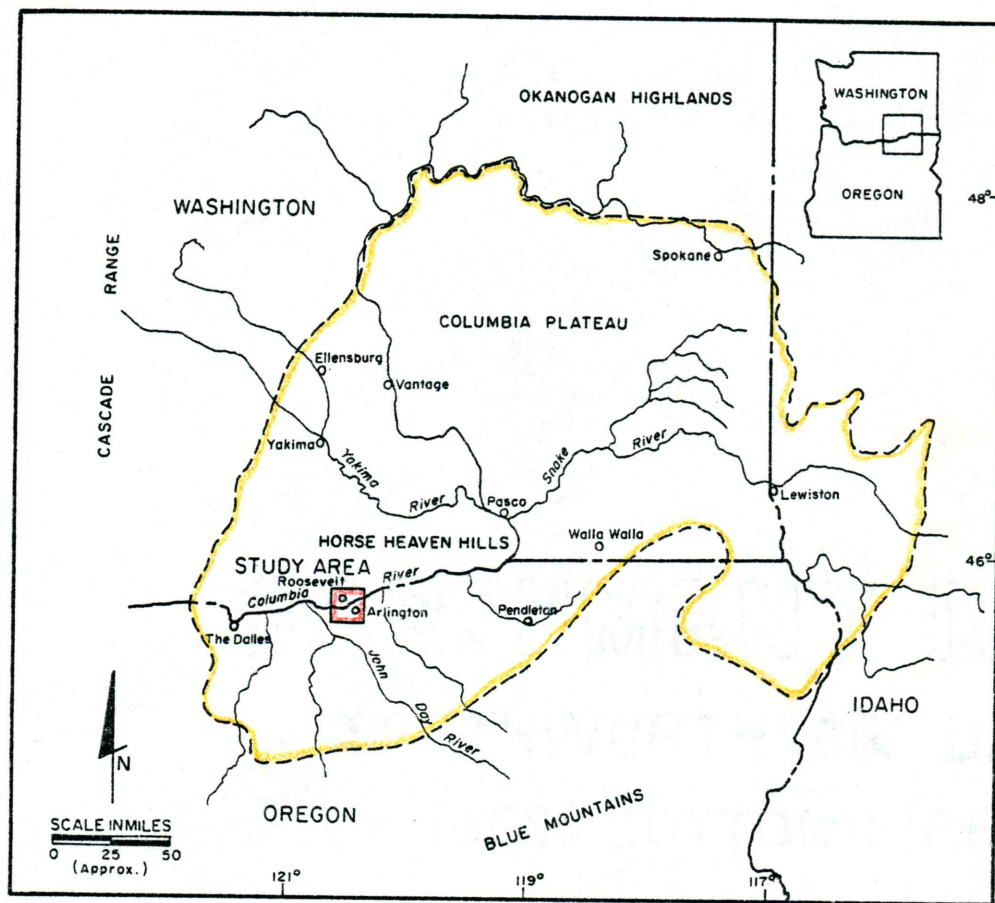 OKANOGAN HIGHLANDS
WASHINGTON
OREGON
48°
WASHINGTON
CASCADE RANGE
Spokane
COLUMBIA PLATEAU
Ellensburg
Vantage
Yakima
Yakima River
Snake River
Pasco
Lewiston
HORSE HEAVEN HILLS
Walla Walla
46°
STUDY AREA
Roosevelt
Columbia River
Arlington
Pendleton
The Dalles
John Day River
IDAHO
N
OREGON
BLUE MOUNTAINS
SCALE IN MILES
0 25 50
(Approx.)
121° 119° 117°